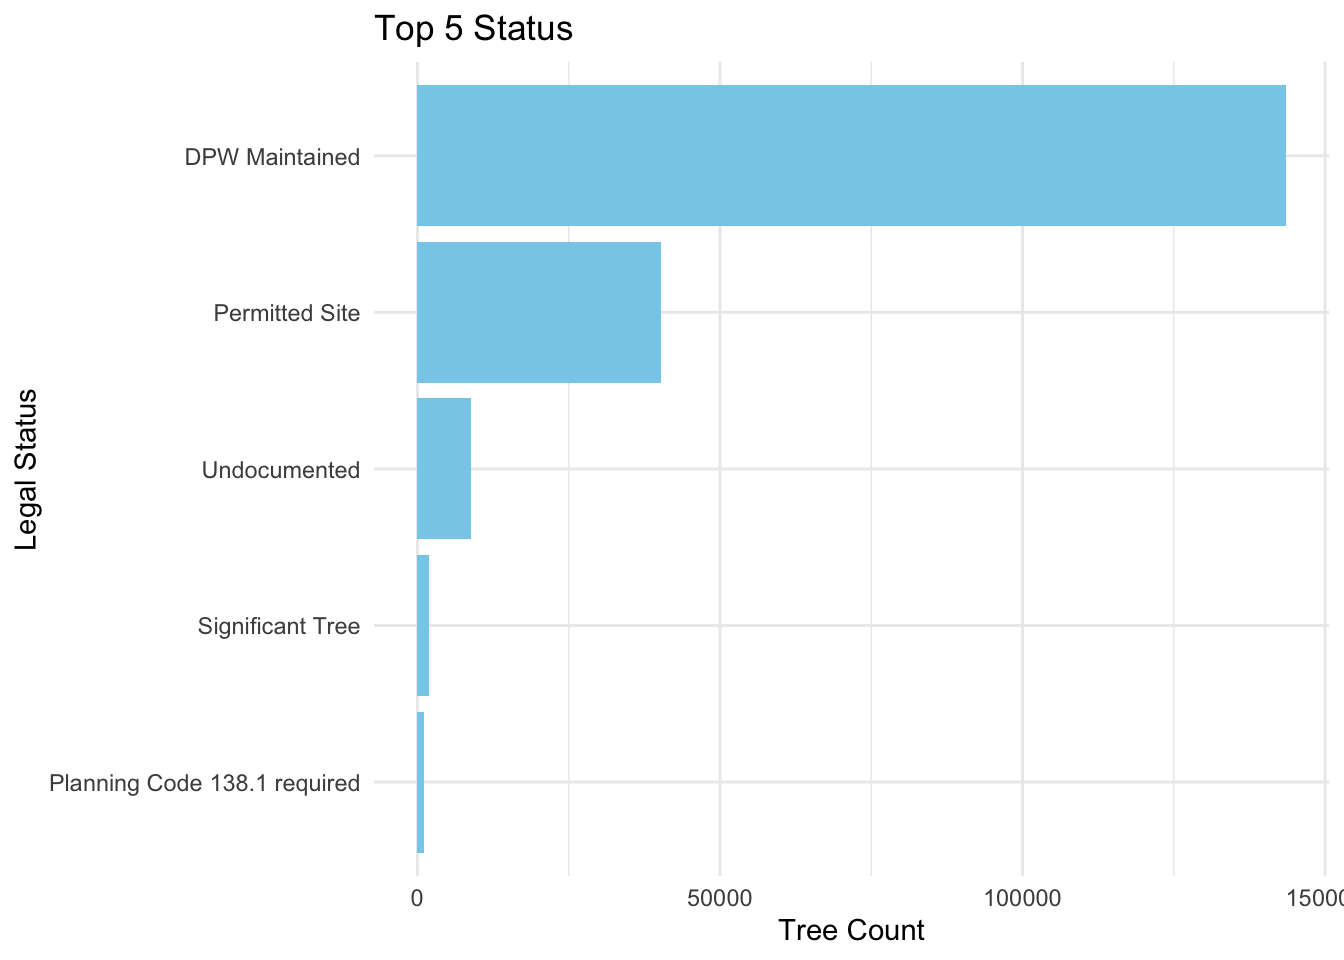 Top 5 Status
Legal Status
DPW Maintained
Permitted Site
Undocumented
Significant Tree
Planning Code 138.1 required
0 50000 100000 15000
Tree Count